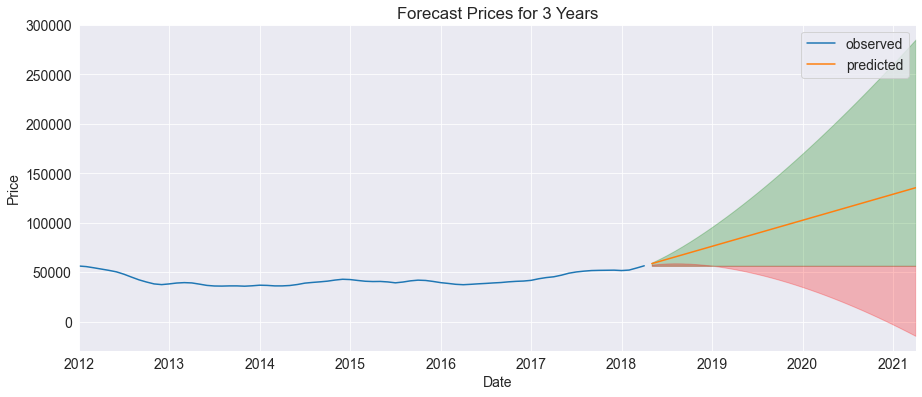 Forecast Prices for 3 Years
300000
250000
200000
150000
100000
50000
0
Price
observed
predicted
2012 2013 2014 2015 2016 2017 2018 2019 2020 2021
Date